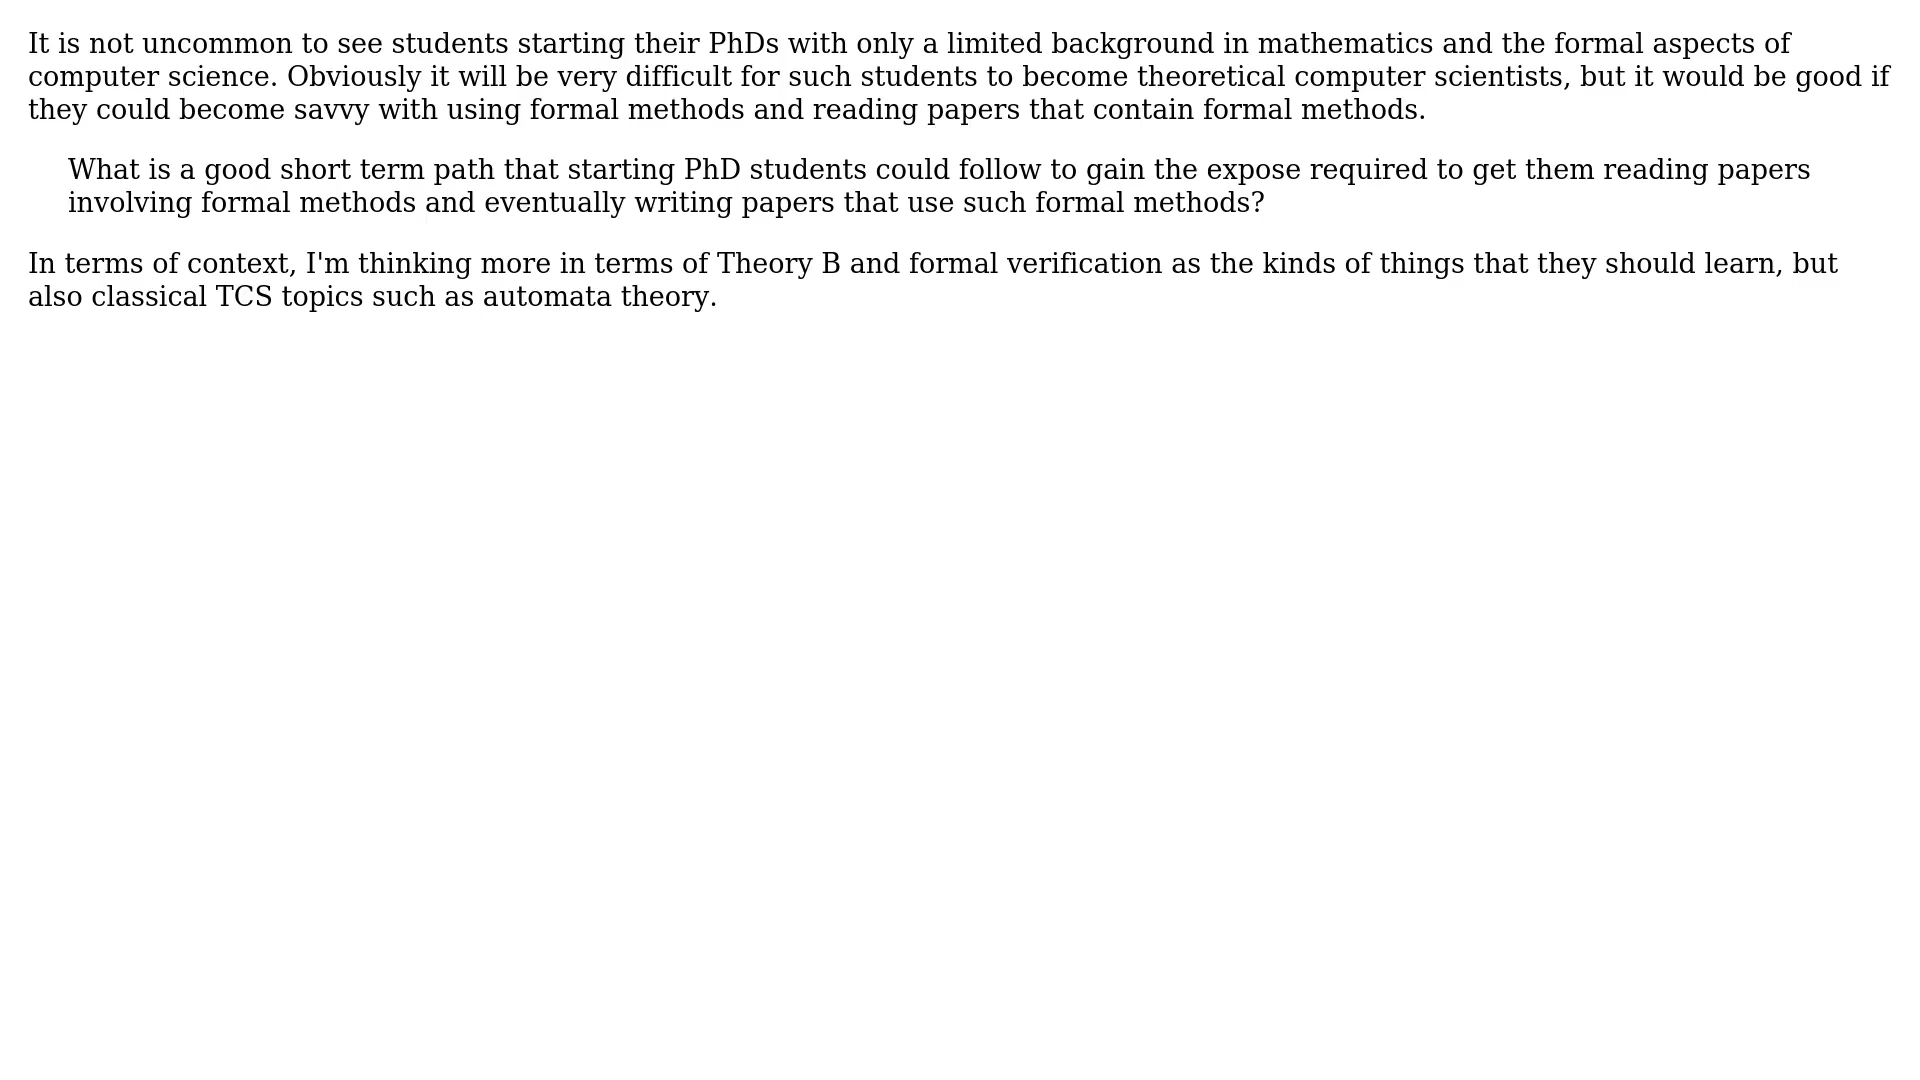 It is not uncommon to see students starting their PhDs with only a limited background in mathematics and the formal aspects of
computer science. Obviously it will be very difficult for such students to become theoretical computer scientists, but it would be good if
they could become savvy with using formal methods and reading papers that contain formal methods.
What is a good short term path that starting PhD students could follow to gain the expose required to get them reading papers
involving formal methods and eventually writing papers that use such formal methods?
In terms of context, I'm thinking more in terms of Theory B and formal verification as the kinds of things that they should learn, but
also classical TCS topics such as automata theory.